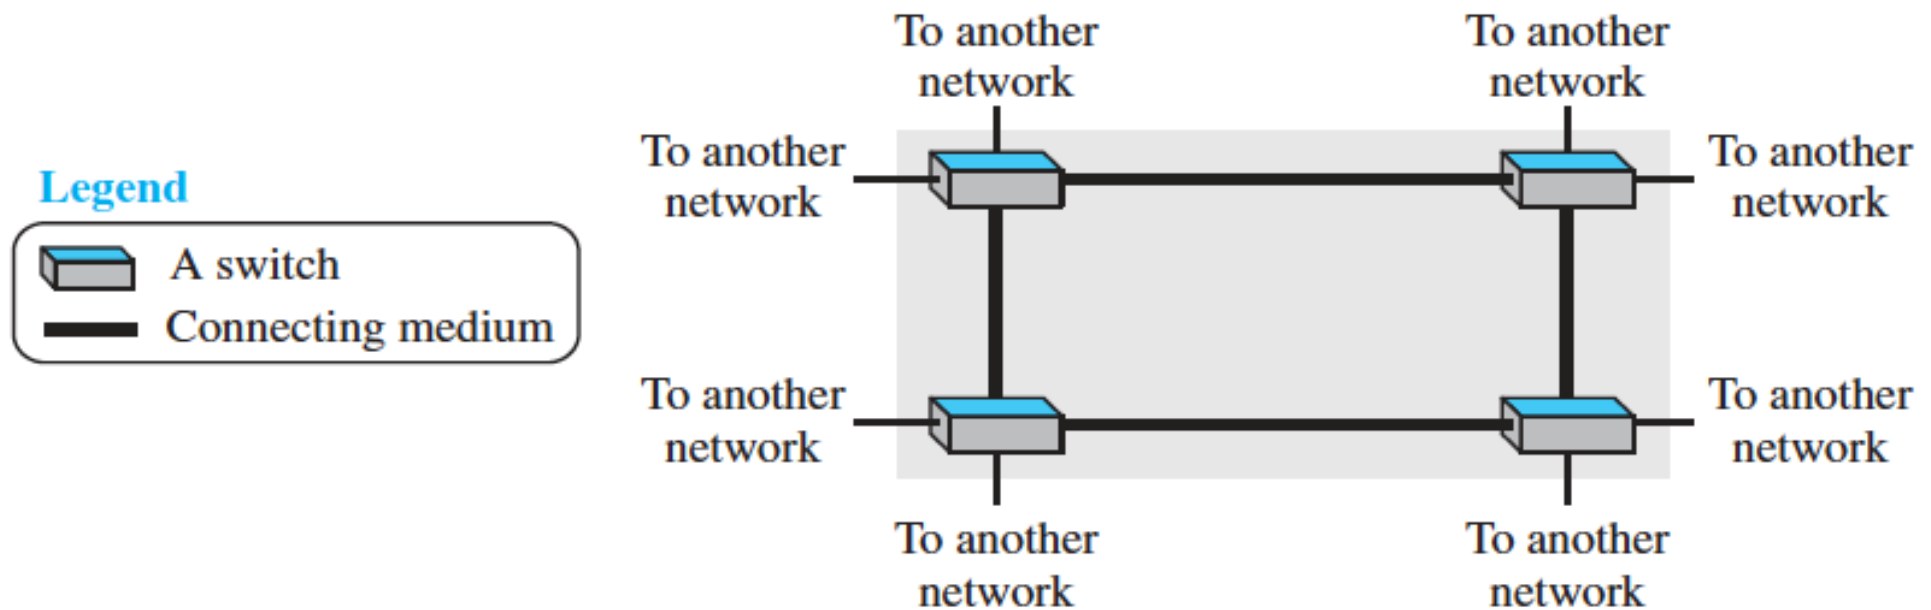 To another
network
To another
network
To another
network
To another
network
Legend
A switch
Connecting medium
To another
network
To another
network
To another
network
To another
network